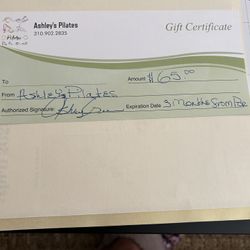 Ashley's Pilates
310.902.2835
Gift Certificate
To
Amount $65.00
From Ashley's Pilates
Authorized Signature
Expiration Date 3 months from